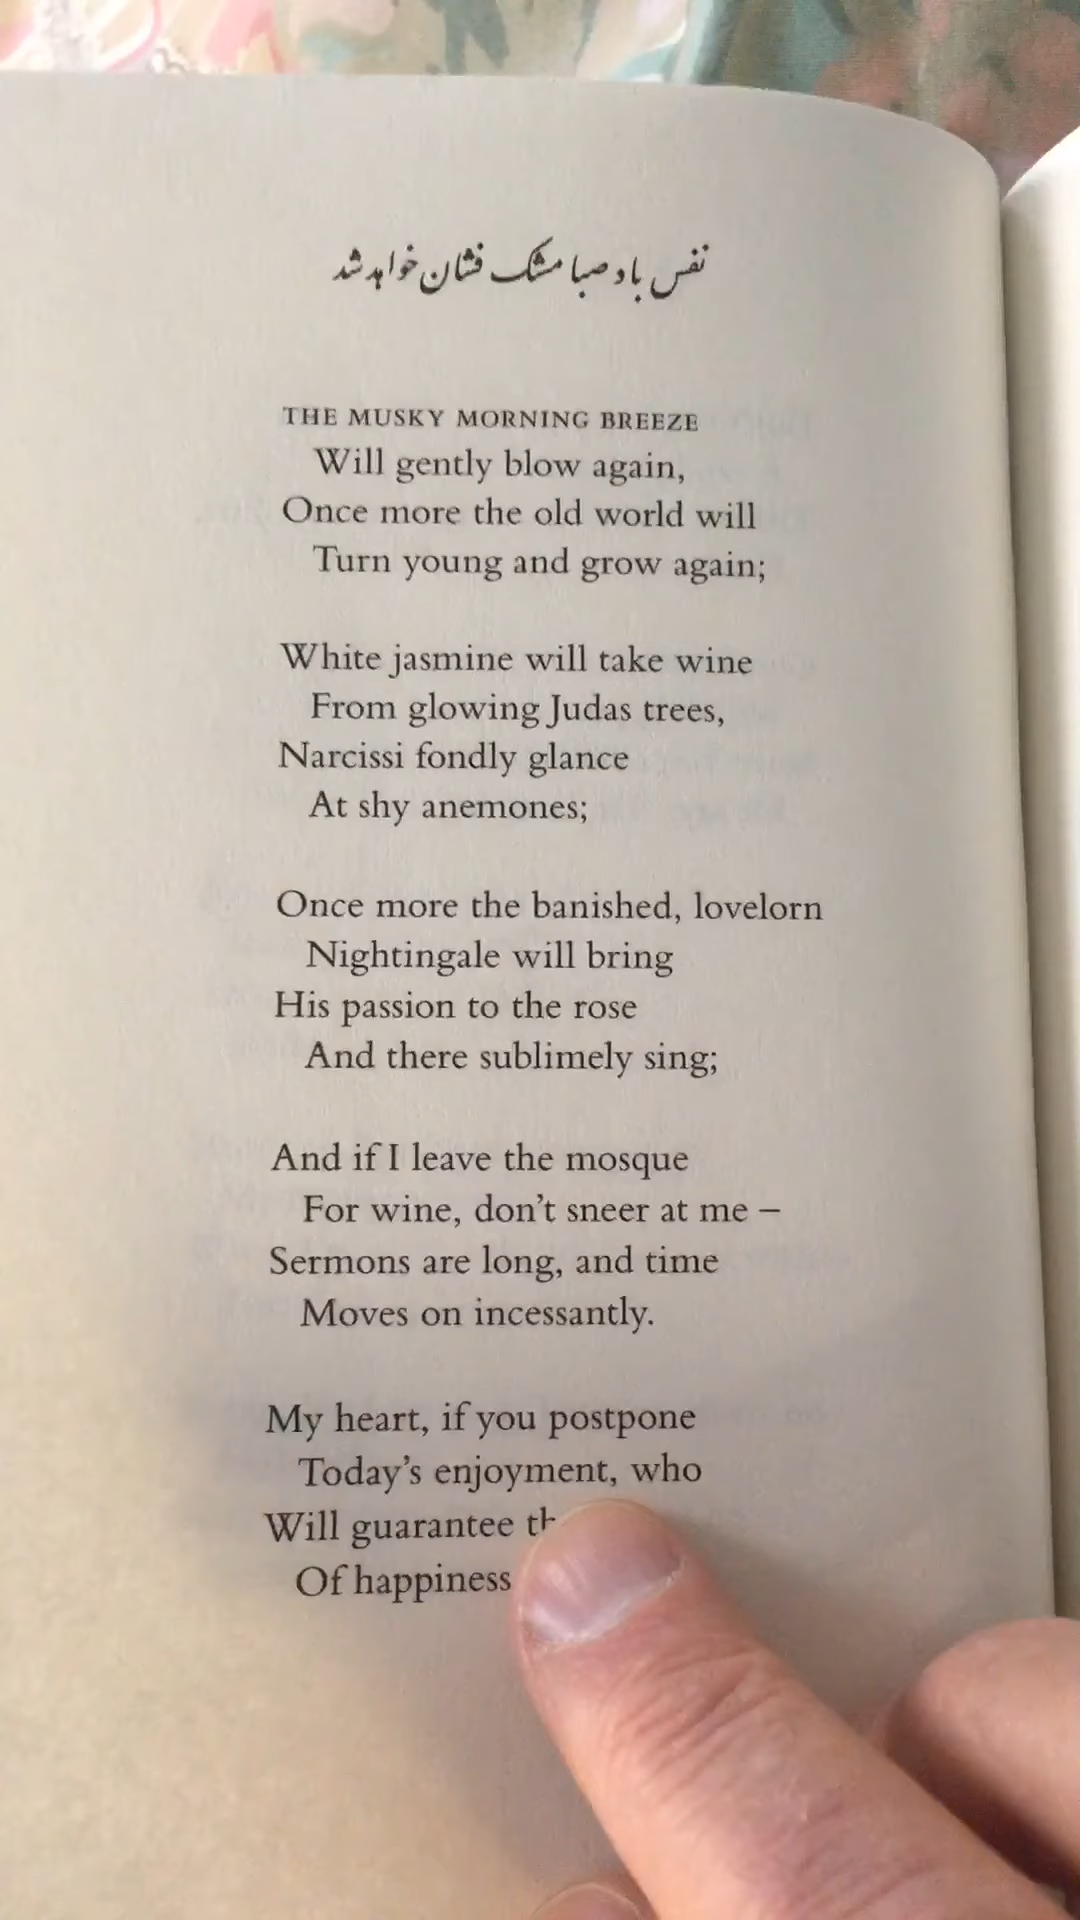 نفس باد صبا مشک فشان خواهد شد
THE MUSKY MORNING BREEZE
Will gently blow again,
Once more the old world will
Turn young and grow again;
White jasmine will take wine
From glowing Judas trees,
Narcissi fondly glance
At shy anemones;
Once more the banished, lovelorn
Nightingale will bring
His passion to the rose
And there sublimely sing;
And if I leave the mosque
For wine, don't sneer at me –
Sermons are long, and time
Moves on incessantly.
My heart, if you postpone
Today's enjoyment, who
Will guarantee
Of happiness